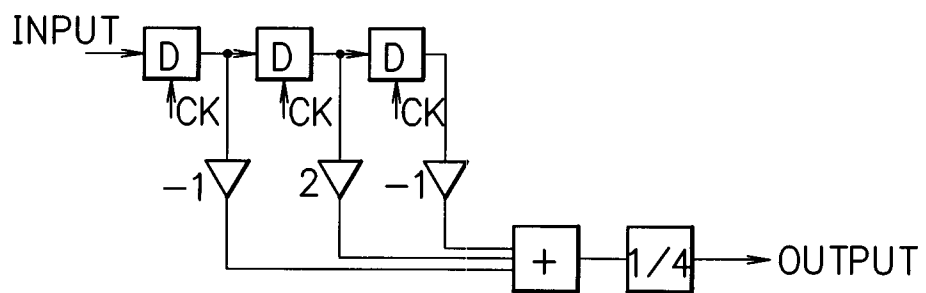 INPUT
D D D
CK CK CK
-1 2 -1
+ 1/4 OUTPUT